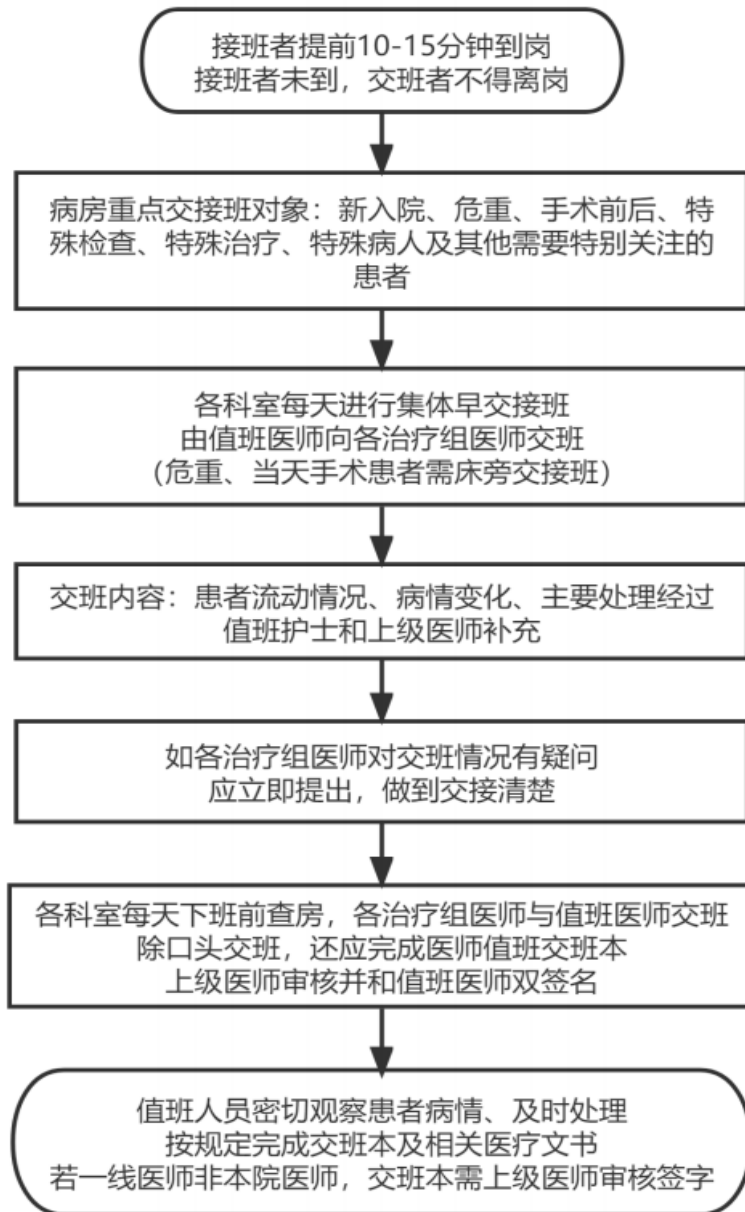 接班者提前10-15分钟到岗
接班者未到，交班者不得离岗
病房重点交接班对象：新入院、危重、手术前后、特
殊检查、特殊治疗、特殊病人及其他需要特别关注的
患者
各科室每天进行集体早交接班
由值班医师向各治疗组医师交班
（危重、当天手术患者需床旁交接班）
交班内容：患者流动情况、病情变化、主要处理经过
值班护士和上级医师补充
如各治疗组医师对交班情况有疑问
应立即提出，做到交接清楚
各科室每天下班前查房，各治疗组医师与值班医师交班
除口头交班，还应完成医师值班交班本
上级医师审核并和值班医师双签名
值班人员密切观察患者病情、及时处理
按规定完成交班本及相关医疗文书
若一线医师非本院医师，交班本需上级医师审核签字